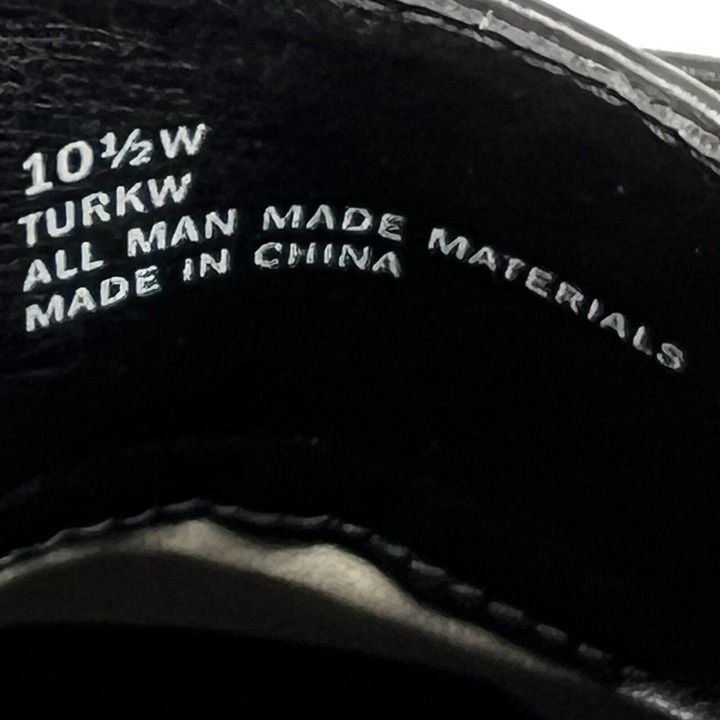 10½W
TURKW
ALL MAN MADE MATERIALS
MADE IN CHINA